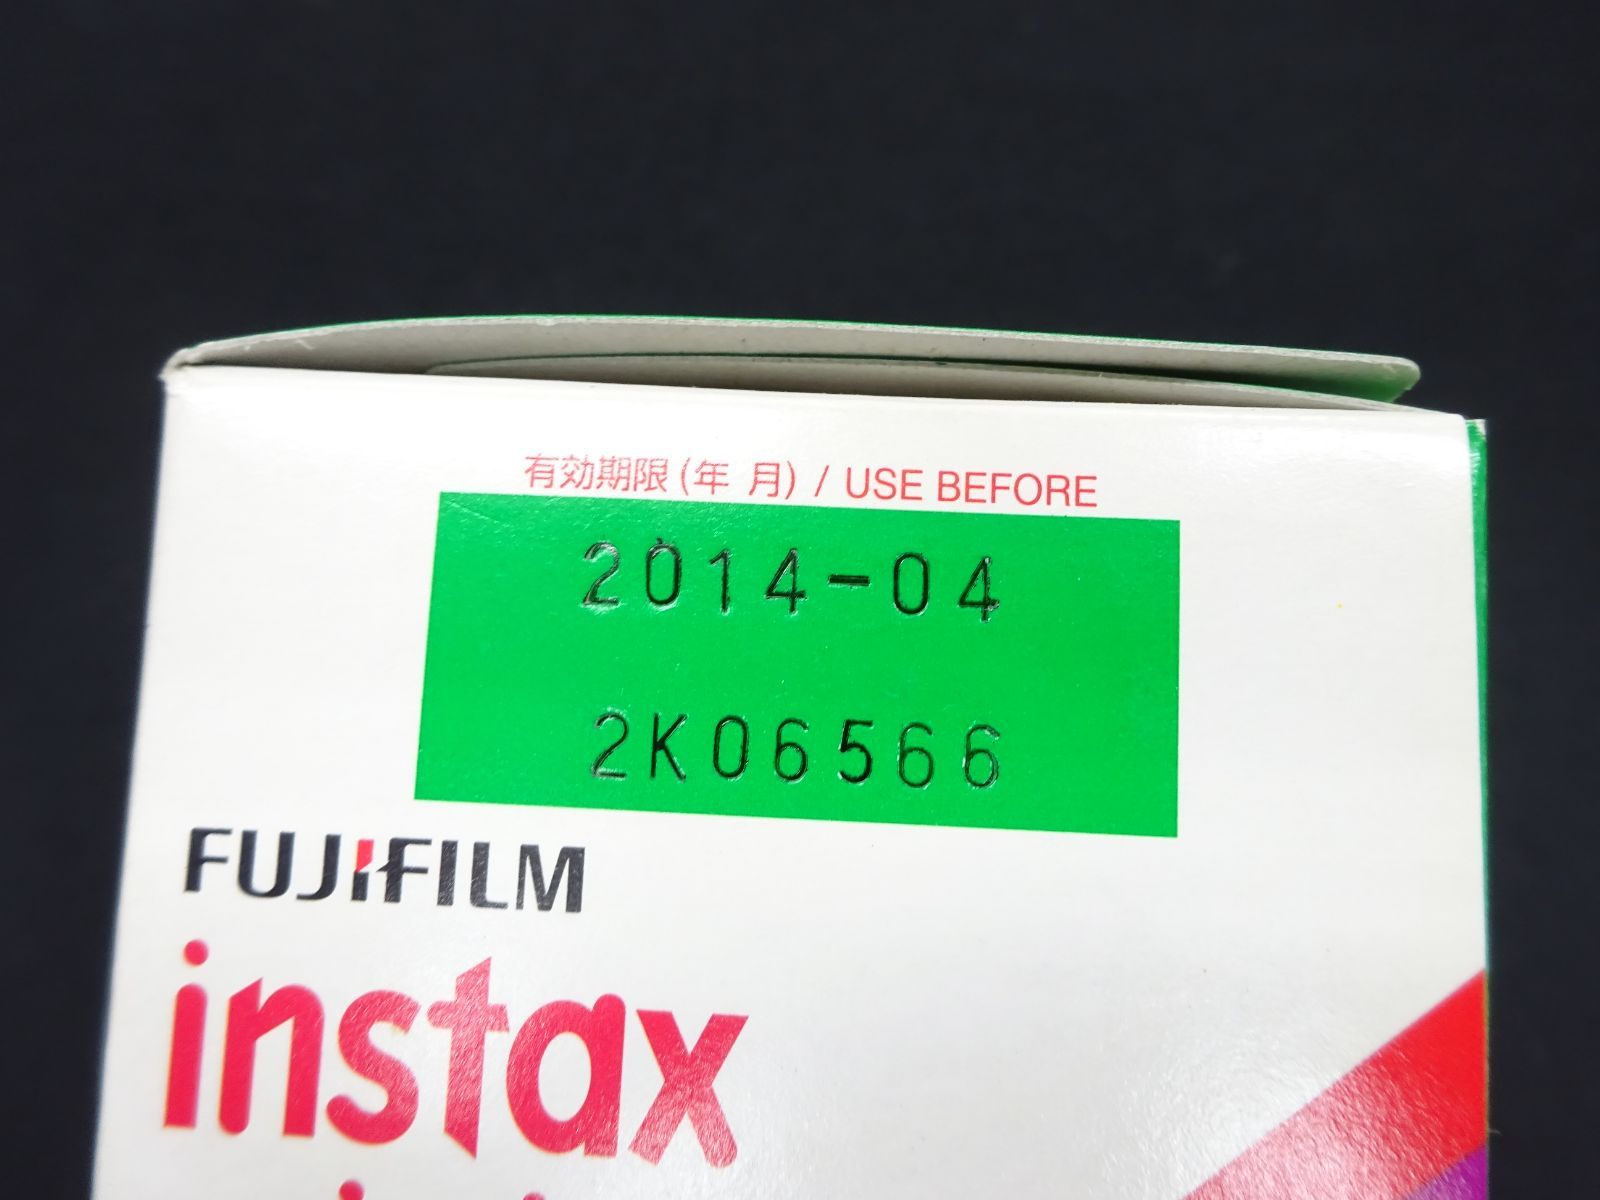 有効期限(年 月) / USE BEFORE
2014-04
2K06566
FUJIFILM
instax